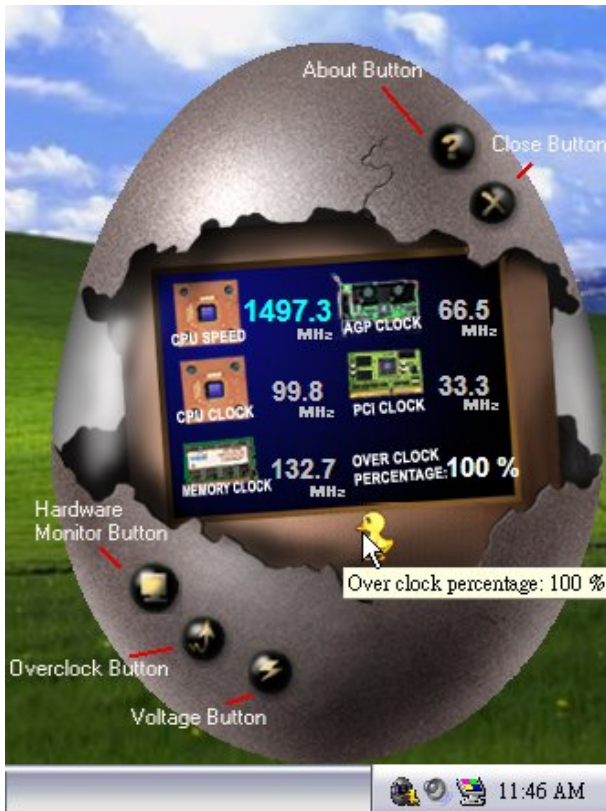 About Button
Close Button
CPU SPEED 1497.3 MHz
AGP CLOCK 66.5 MHz
CPU CLOCK 99.8 MHz
PCI CLOCK 33.3 MHz
MEMORY CLOCK 132.7 MHz
OVER CLOCK
PERCENTAGE: 100 %
Over clock percentage: 100 %
Hardware
Monitor Button
Overclock Button
Voltage Button
11:46 AM